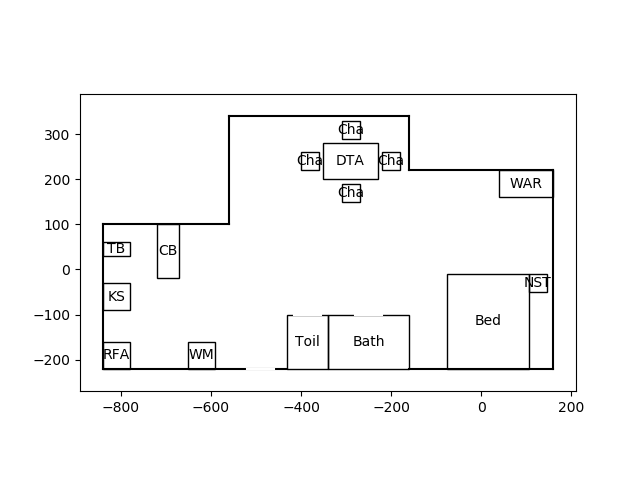 300
200
100
0
−100
−200
Cha
Cha
DTA
Cha
Cha
WAR
TB
CB
KS
NST
Bed
RFA
WM
Toil
Bath
−800
−600
−400
−200
0
200